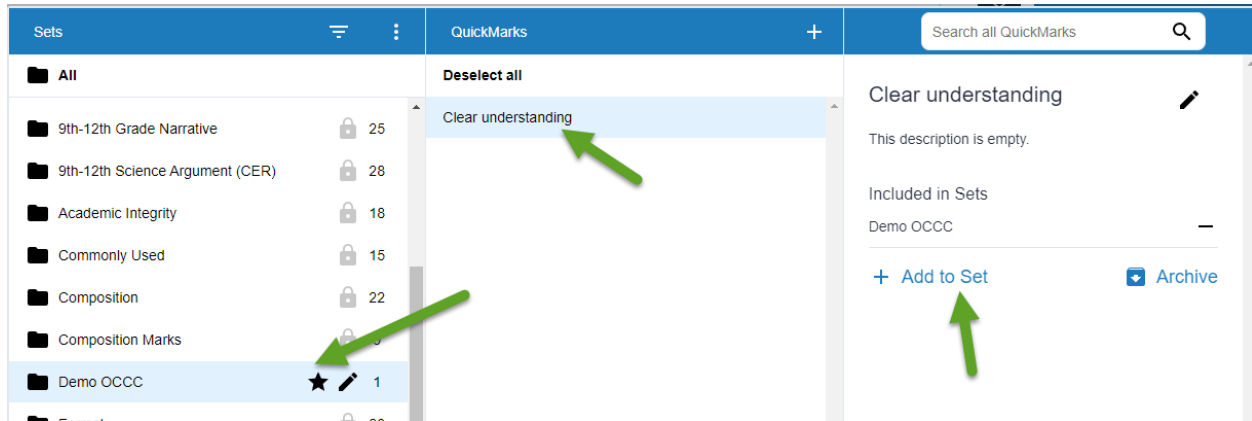 Sets
QuickMarks
Search all QuickMarks
All
9th-12th Grade Narrative 25
9th-12th Science Argument (CER) 28
Academic Integrity 18
Commonly Used 15
Composition 22
Composition Marks
Demo OCCC 1
Deselect all
Clear understanding
Clear understanding
This description is empty.
Included in Sets
Demo OCCC
Add to Set
Archive